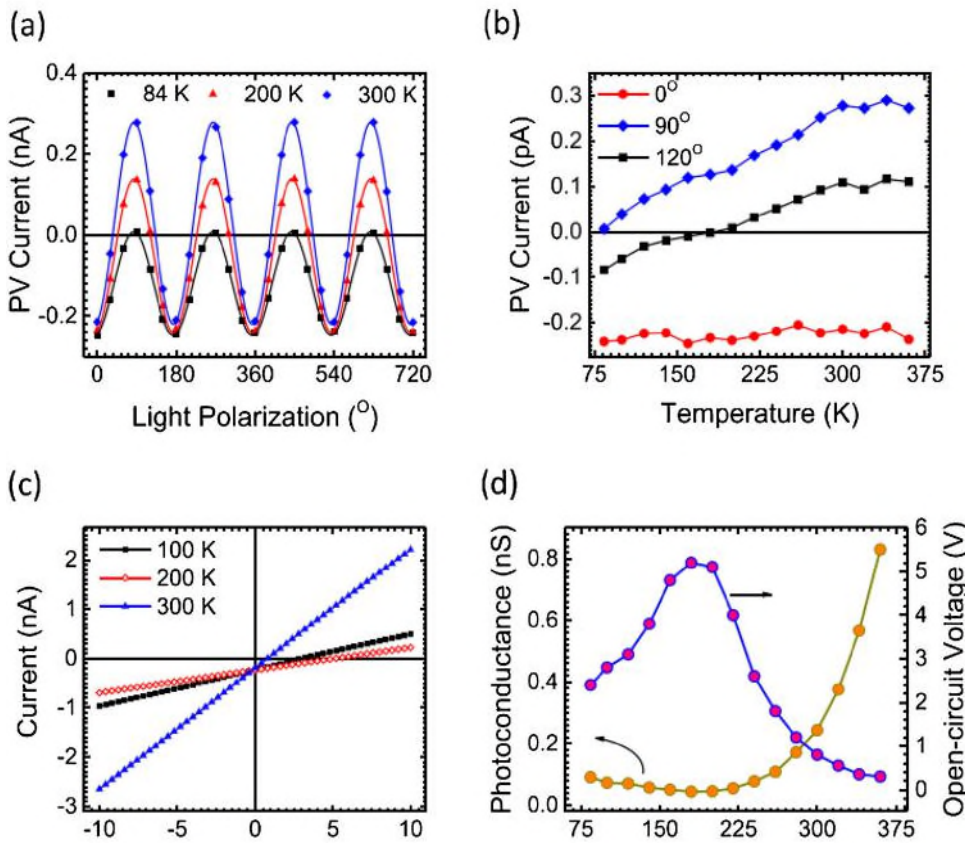 (a)
0.4
0.2
0.0
-0.2
PV Current (nA)
84 K 200 K 300 K
0 180 360 540 720
Light Polarization (°)
(b)
0.3
0.2
0.1
0.0
-0.1
-0.2
PV Current (pA)
0°
90°
120°
75 150 225 300 375
Temperature (K)
(c)
2
1
0
-1
-2
-3
Current (nA)
100 K
200 K
300 K
-10 -5 0 5 10
(d)
Photoconductance (nS)
0.8
0.6
0.4
0.2
0.0
6
5
4
3
2
1
0
Open-circuit Voltage (V)
75 150 225 300 375